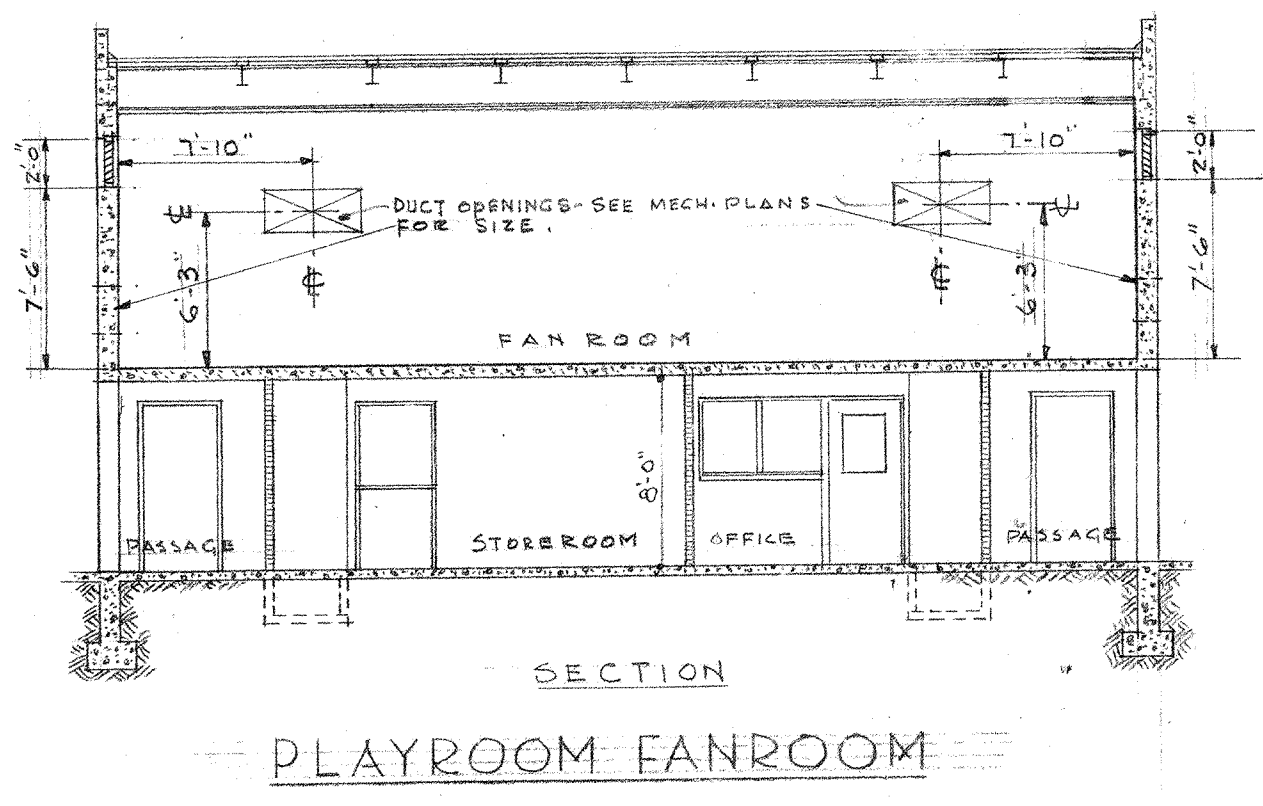 7'-10"
7'-10"
2'-0"
2'-0"
DUCT OPENINGS- SEE MECH. PLANS
FOR SIZE.
℄
℄
℄
℄
7'-6"
6'-3"
6'-3"
7'-6"
FAN ROOM
8'-0"
PASSAGE
STOREROOM
OFFICE
PASSAGE
SECTION
PLAYROOM FANROOM